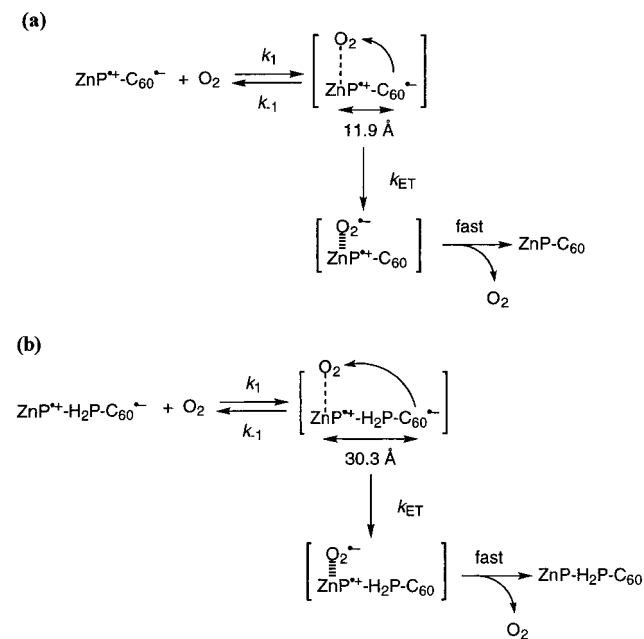 (a)
ZnP•+-C60•– + O2 k1 k-1 [ O2 ZnP•+-C60•– ]
11.9 Å
kET
[ O2•– ZnP•+-C60 ] fast ZnP-C60
O2
(b)
ZnP•+-H2P-C60•– + O2 k1 k-1 [ O2 ZnP•+-H2P-C60•– ]
30.3 Å
kET
[ O2•– ZnP•+-H2P-C60 ] fast ZnP-H2P-C60
O2